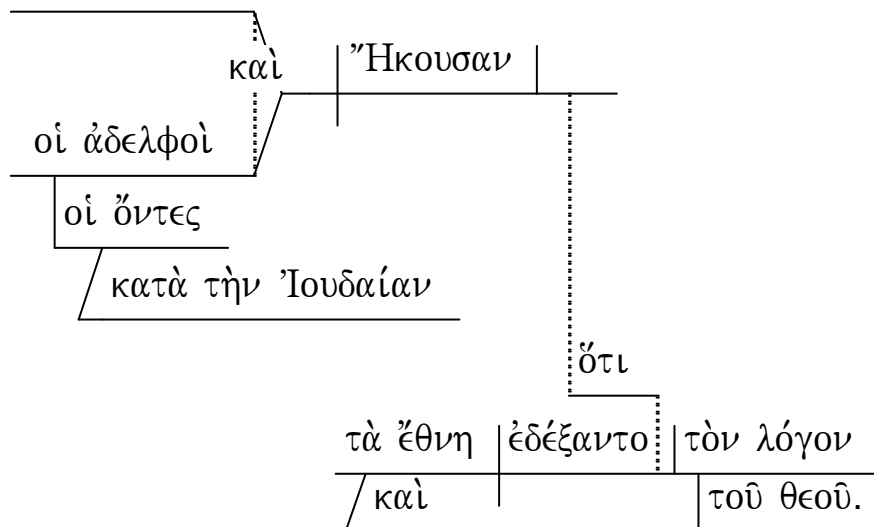 καὶ
Ἤκουσαν
οἱ ἀδελφοὶ
οἱ ὄντες
κατὰ τὴν Ἰουδαίαν
ὅτι
τὰ ἔθνη ἐδέξαντο τὸν λόγον
καὶ τοῦ θεοῦ.